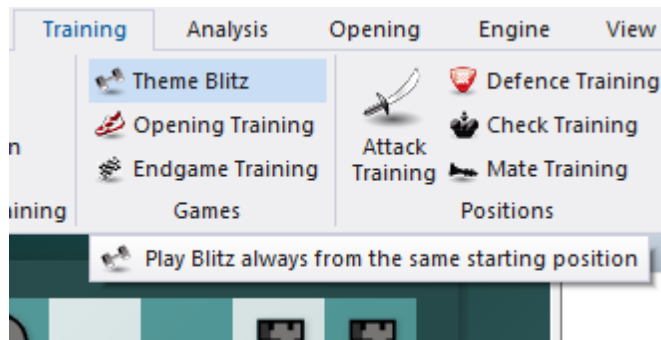 Training Analysis Opening Engine View
Theme Blitz
Opening Training
Endgame Training
Games
Attack
Training
Defence Training
Check Training
Mate Training
Positions
Play Blitz always from the same starting position